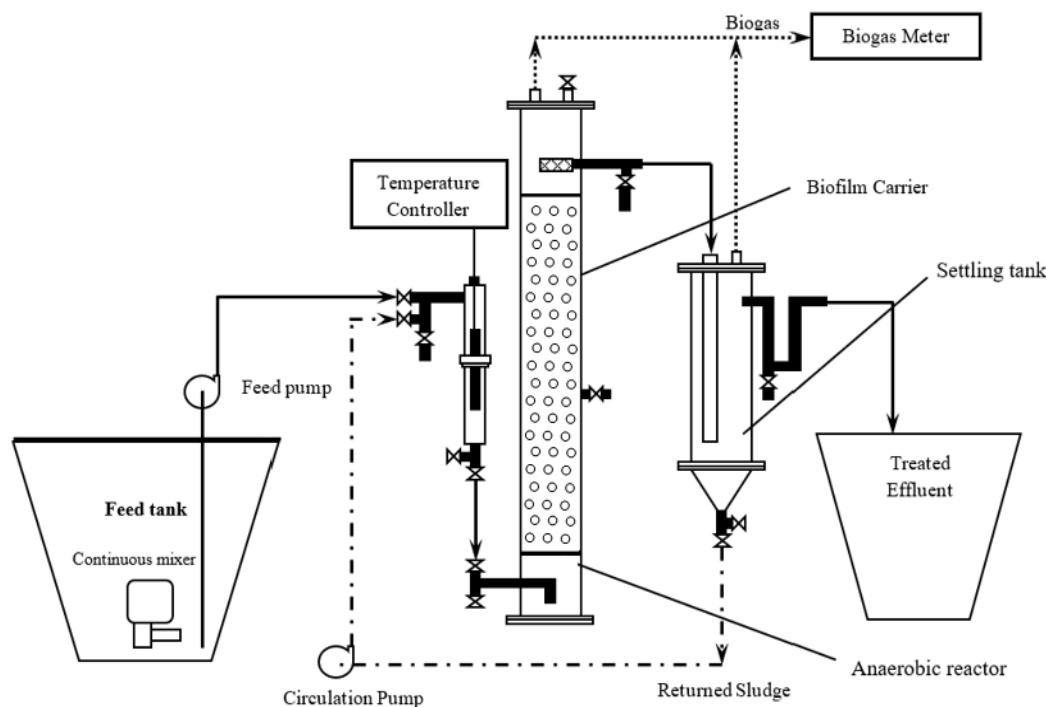 Biogas
Biogas Meter
Temperature
Controller
Biofilm Carrier
Settling tank
Feed pump
Treated
Effluent
Feed tank
Continuous mixer
Anaerobic reactor
Circulation Pump
Returned Sludge